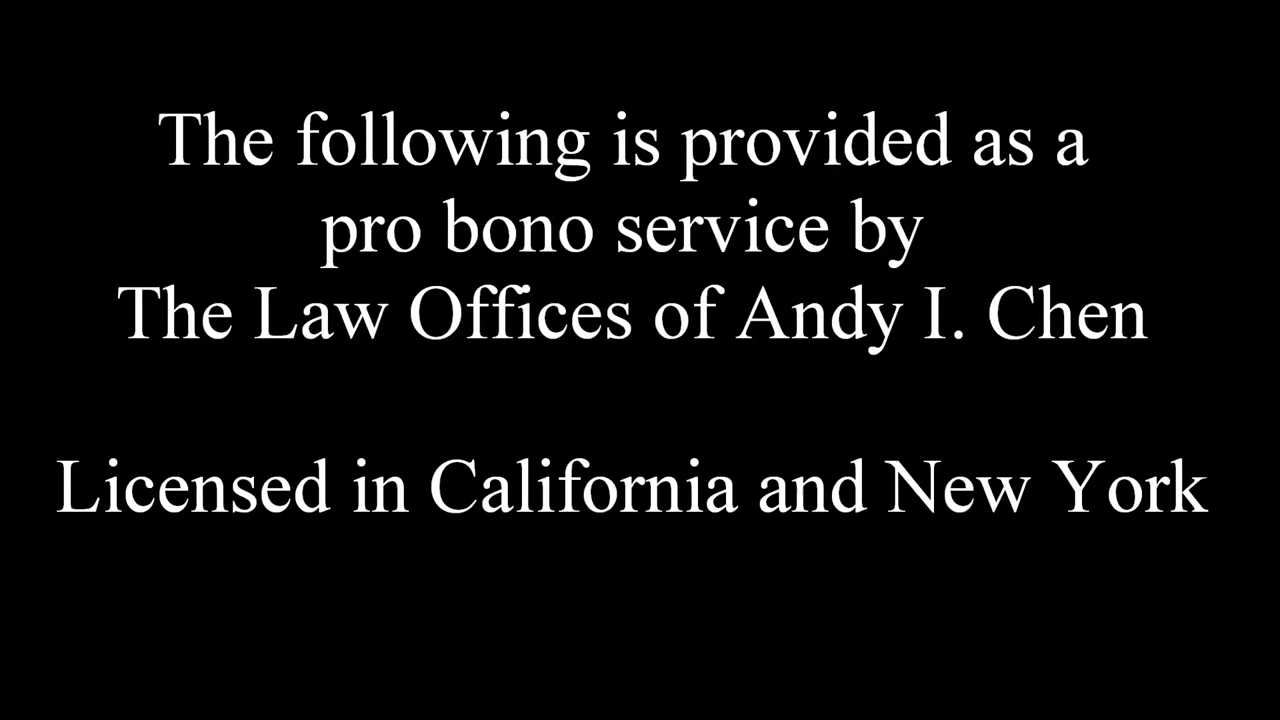 The following is provided as a
pro bono service by
The Law Offices of Andy I. Chen
Licensed in California and New York